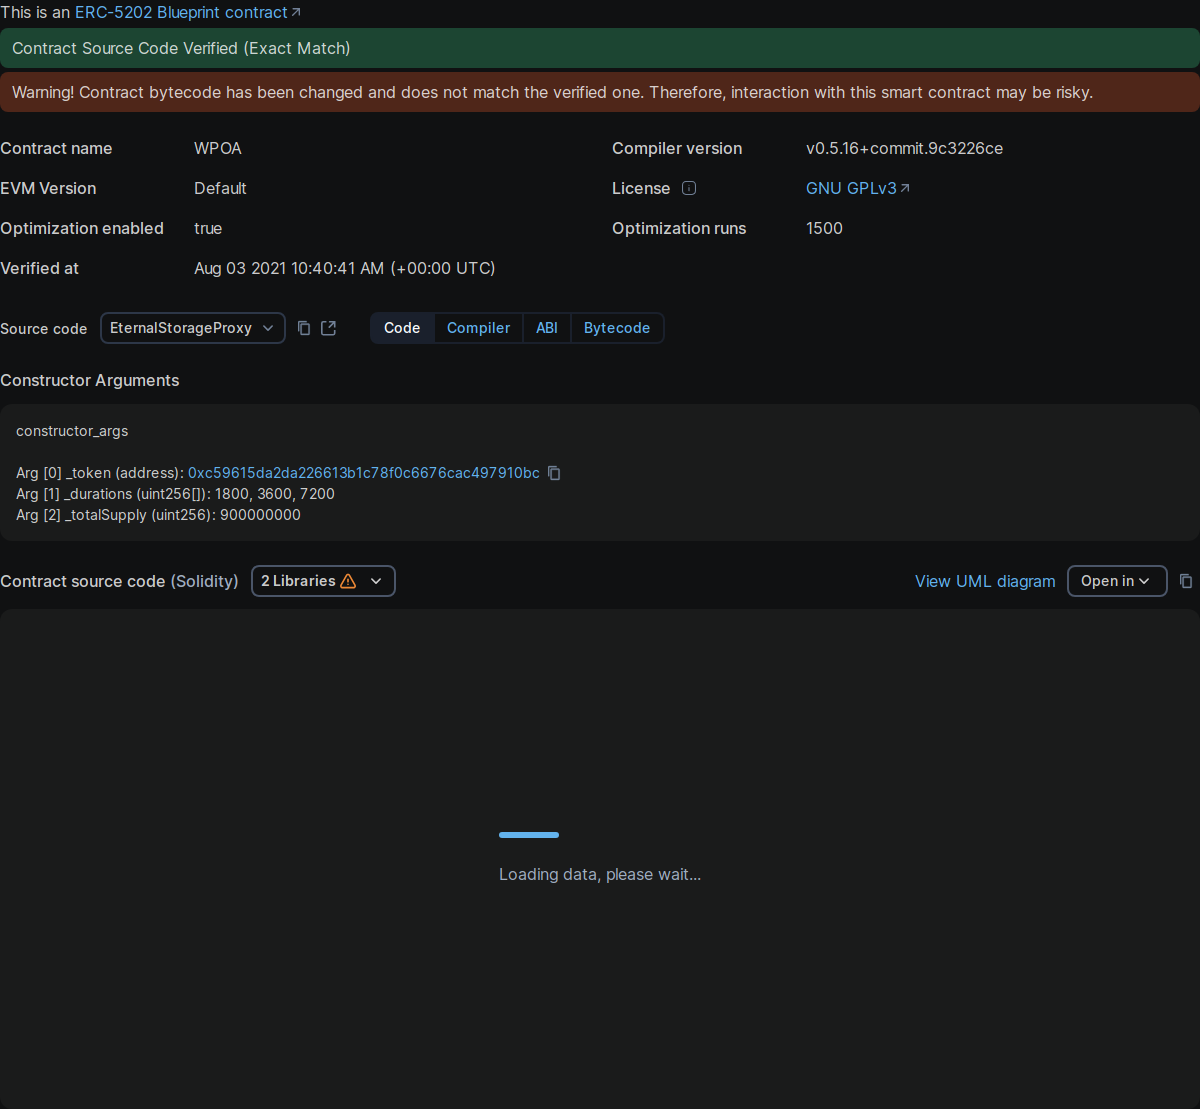 This is an ERC-5202 Blueprint contract
Contract Source Code Verified (Exact Match)
Warning! Contract bytecode has been changed and does not match the verified one. Therefore, interaction with this smart contract may be risky.
Contract name WPOA Compiler version v0.5.16+commit.9c3226ce
EVM Version Default License GNU GPLv3
Optimization enabled true Optimization runs 1500
Verified at Aug 03 2021 10:40:41 AM (+00:00 UTC)
Source code EternalStorageProxy Code Compiler ABI Bytecode
Constructor Arguments
constructor_args
Arg [0] _token (address): 0xc59615da2da226613b1c78f0c6676cac497910bc
Arg [1] _durations (uint256[]): 1800, 3600, 7200
Arg [2] _totalSupply (uint256): 900000000
Contract source code (Solidity) 2 Libraries View UML diagram Open in
Loading data, please wait...